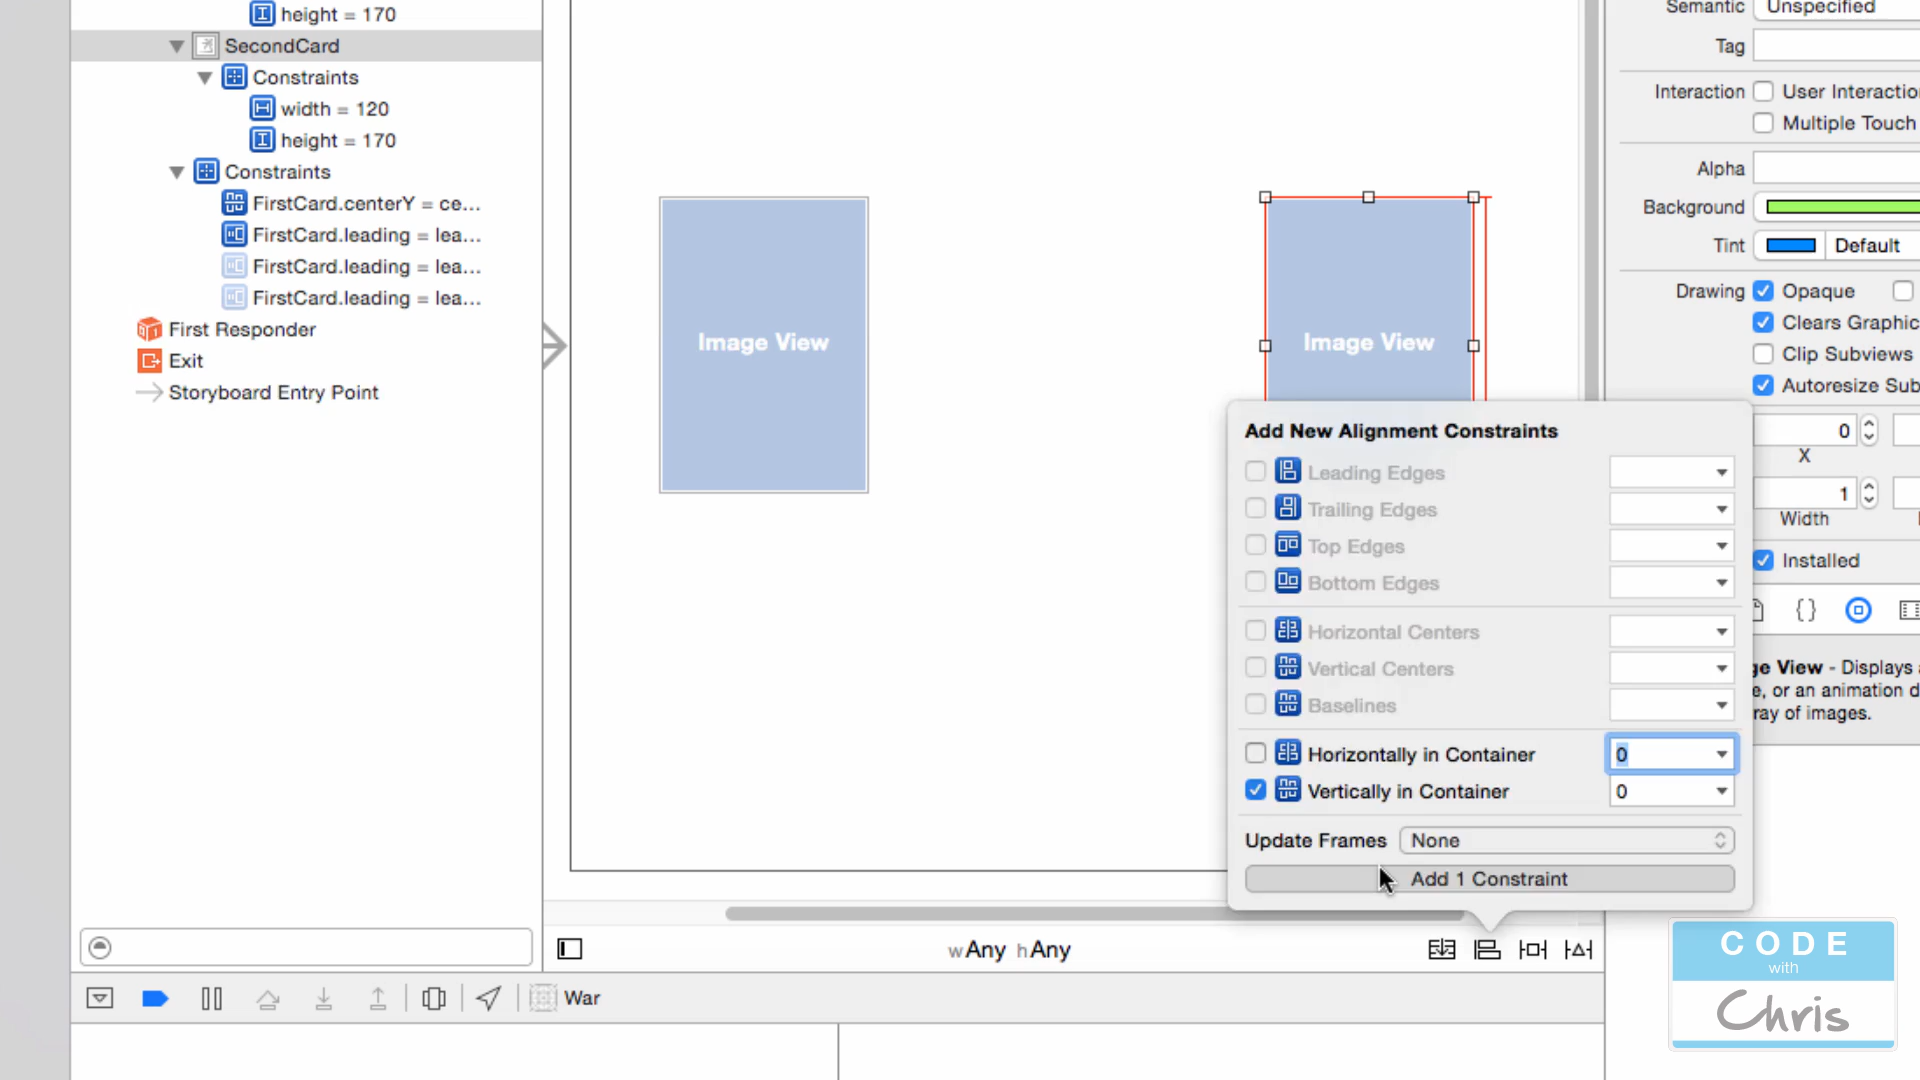 height = 170
SecondCard
Constraints
width = 120
height = 170
Constraints
FirstCard.centerY = ce...
FirstCard.leading = lea...
FirstCard.leading = lea...
FirstCard.leading = lea...
First Responder
Exit
Storyboard Entry Point
Image View
Image View
Add New Alignment Constraints
Leading Edges
Trailing Edges
Top Edges
Bottom Edges
Horizontal Centers
Vertical Centers
Baselines
Horizontally in Container 0
Vertically in Container 0
Update Frames None
Add 1 Constraint
wAny hAny
War
Semantic Unspecified
Tag
Interaction User Interactio
Multiple Touch
Alpha
Background
Tint Default
Drawing Opaque
Clears Graphic
Clip Subviews
Autoresize Sub
0
X
1
Width
Installed
{}
ge View - Displays
e, or an animation d
ray of images.
CODE
with
Chris